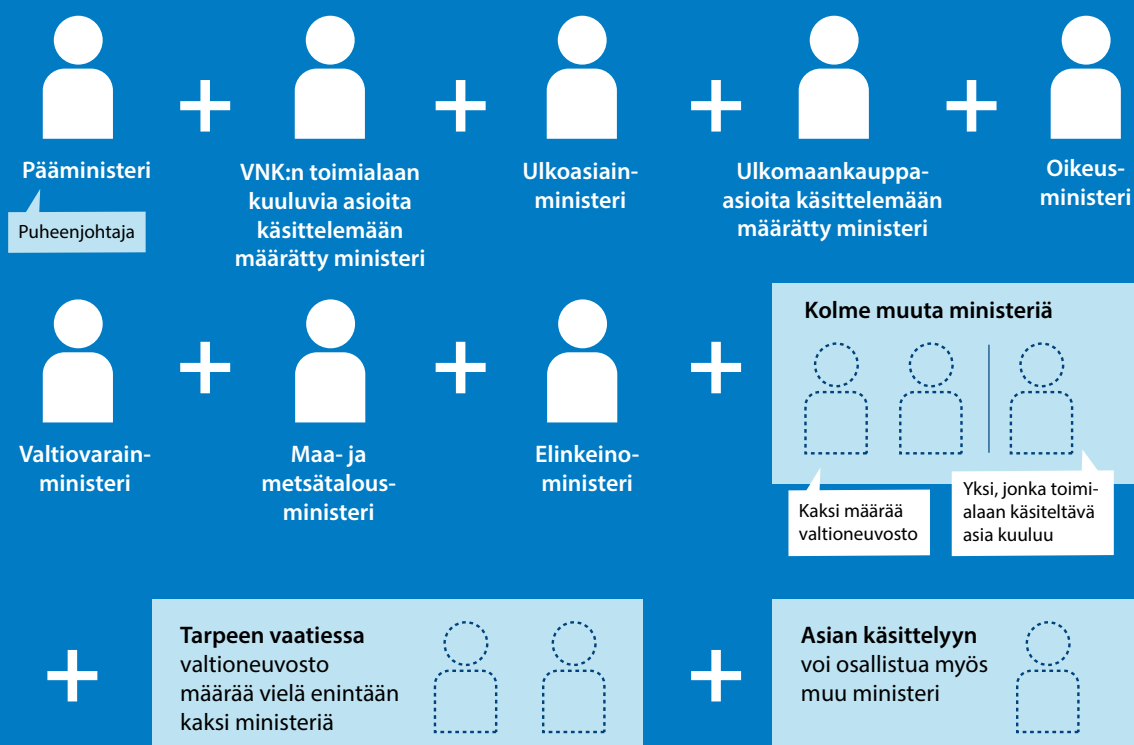 Pääministeri
Puheenjohtaja
VNK:n toimialaan
kuuluvia asioita
käsittelemään
määrätty ministeri
Ulkoasiain-
ministeri
Ulkomaankauppa-
asioita käsittelemään
määrätty ministeri
Oikeus-
ministeri
Valtiovarain-
ministeri
Maa- ja
metsätalous-
ministeri
Elinkeino-
ministeri
Kolme muuta ministeriä
Kaksi määrää
valtioneuvosto
Yksi, jonka toimi-
alaan käsiteltävä
asia kuuluu
Tarpeen vaatiessa
valtioneuvosto
määrää vielä enintään
kaksi ministeriä
Asian käsittelyyn
voi osallistua myös
muu ministeri